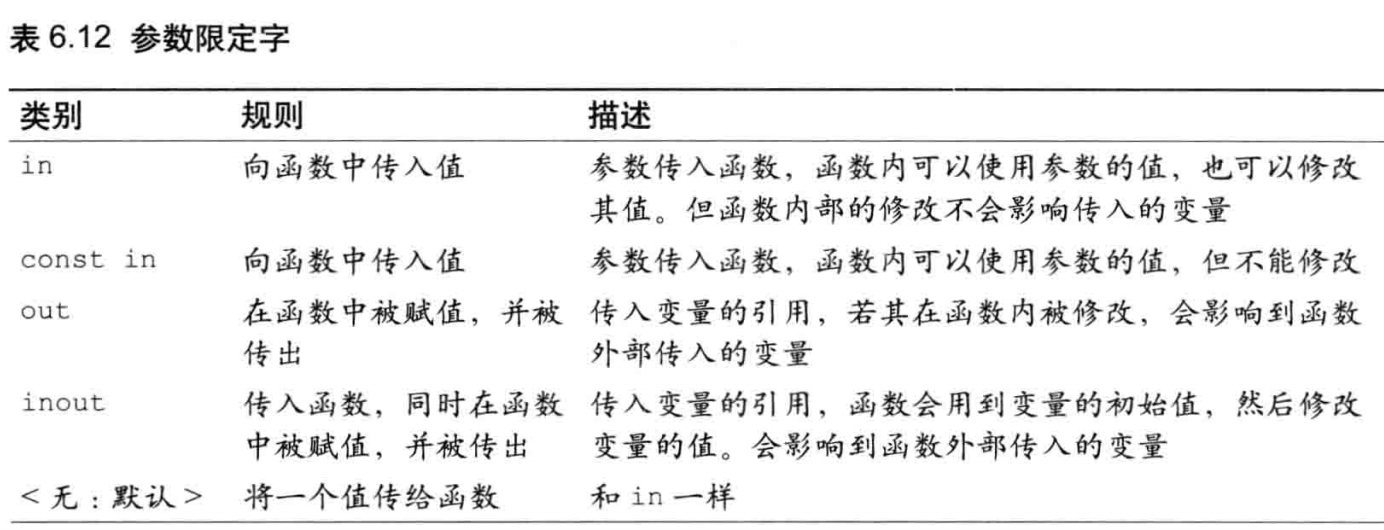 表 6.12 参数限定字
类别 规则 描述
in 向函数中传入值 参数传入函数，函数内可以使用参数的值，也可以修改
其值。但函数内部的修改不会影响传入的变量
const in 向函数中传入值 参数传入函数，函数内可以使用参数的值，但不能修改
out 在函数中被赋值，并被 传入变量的引用，若其在函数内被修改，会影响到函数
传出 外部传入的变量
inout 传入函数，同时在函数 传入变量的引用，函数会用到变量的初始值，然后修改
中被赋值，并被传出 变量的值。会影响到函数外部传入的变量
<无：默认> 将一个值传给函数 和 in 一样